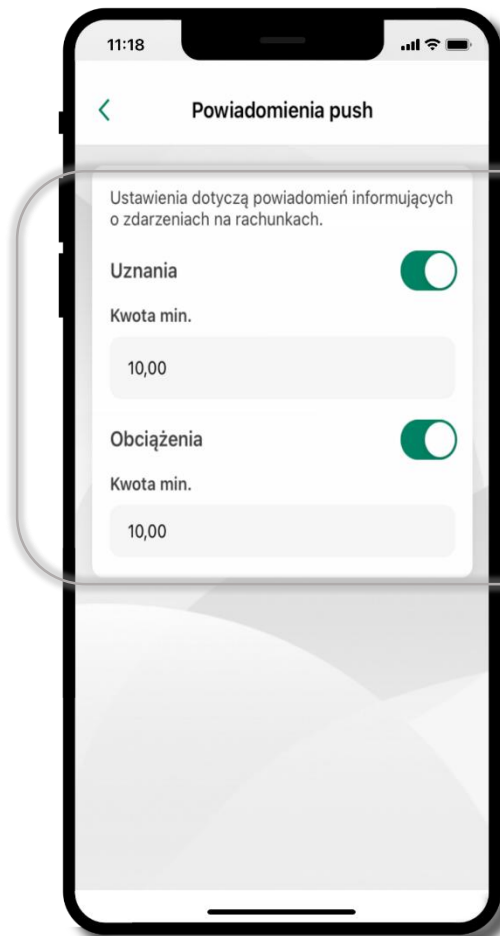 11:18
Powiadomienia push
Ustawienia dotyczą powiadomień informujących
o zdarzeniach na rachunkach.
Uznania
Kwota min.
10,00
Obciążenia
Kwota min.
10,00